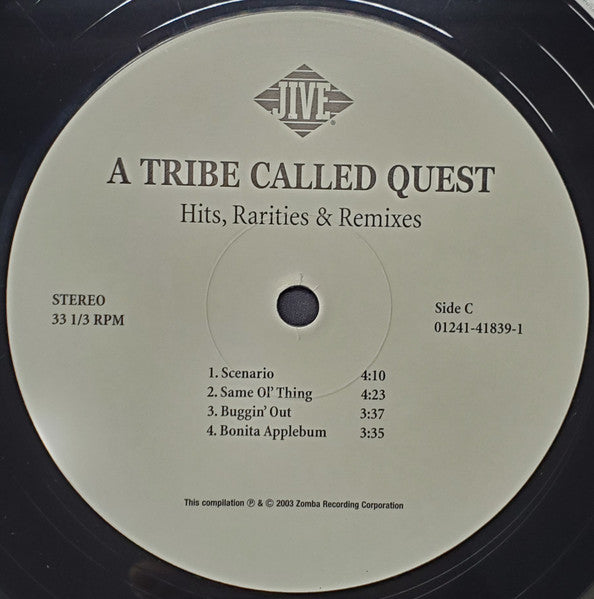 JIVE®
A TRIBE CALLED QUEST
Hits, Rarities & Remixes
STEREO
33 1/3 RPM
Side C
01241-41839-1
1. Scenario 4:10
2. Same Ol' Thing 4:23
3. Buggin' Out 3:37
4. Bonita Applebum 3:35
This compilation ℗ & © 2003 Zomba Recording Corporation